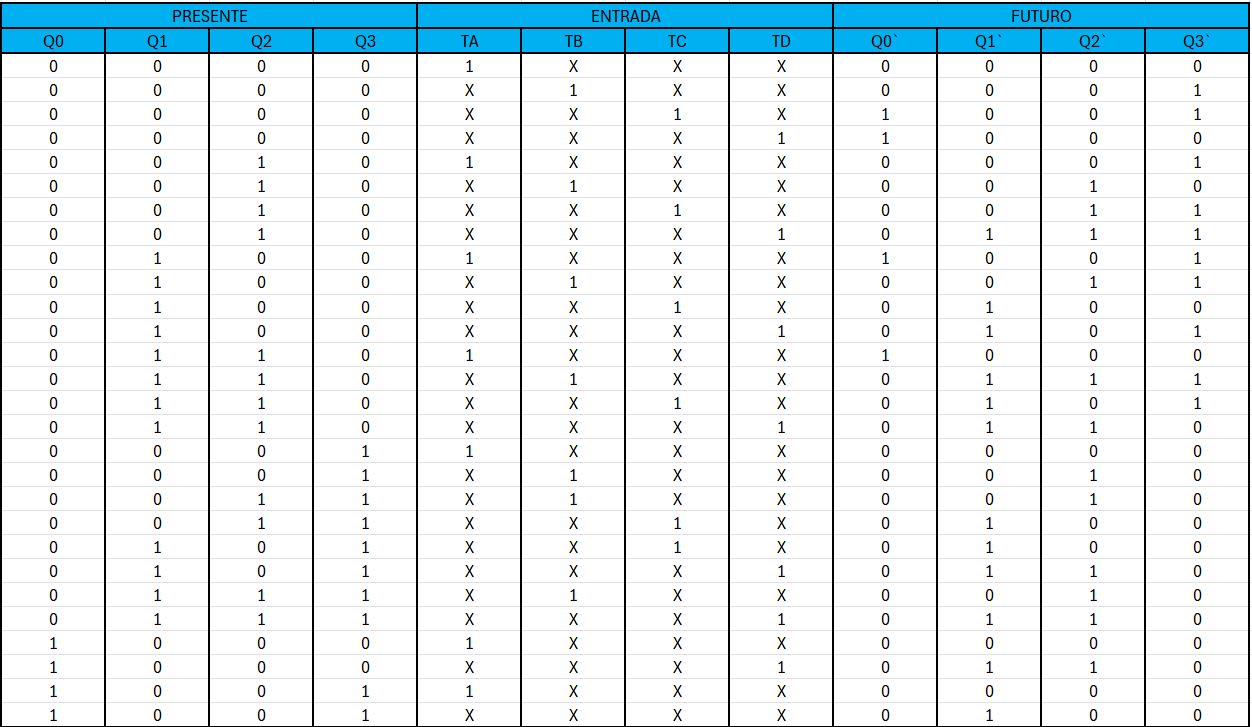 PRESENTE ENTRADA FUTURO
Q0 Q1 Q2 Q3 TA TB TC TD Q0` Q1` Q2` Q3`
0 0 0 0 1 X X X 0 0 0 0
0 0 0 0 X 1 X X 0 0 0 1
0 0 0 0 X X 1 X 1 0 0 1
0 0 0 0 X X X 1 1 0 0 0
0 0 1 0 1 X X X 0 0 0 1
0 0 1 0 X 1 X X 0 0 1 0
0 0 1 0 X X 1 X 0 0 1 1
0 0 1 0 X X X 1 0 1 1 1
0 1 0 0 1 X X X 1 0 0 1
0 1 0 0 X 1 X X 0 0 1 1
0 1 0 0 X X 1 X 0 1 0 0
0 1 0 0 X X X 1 0 1 0 1
0 1 1 0 1 X X X 1 0 0 0
0 1 1 0 X 1 X X 0 1 1 1
0 1 1 0 X X 1 X 0 1 0 1
0 1 1 0 X X X 1 0 1 1 0
0 0 0 1 1 X X X 0 0 0 0
0 0 0 1 X 1 X X 0 0 1 0
0 0 1 1 X 1 X X 0 0 1 0
0 0 1 1 X X 1 X 0 1 0 0
0 1 0 1 X X 1 X 0 1 0 0
0 1 0 1 X X X 1 0 1 1 0
0 1 1 1 X 1 X X 0 0 1 0
0 1 1 1 X X X 1 0 1 1 0
1 0 0 0 1 X X X 0 0 0 0
1 0 0 0 X X X 1 0 1 1 0
1 0 0 1 1 X X X 0 0 0 0
1 0 0 1 X X X X 0 1 0 0